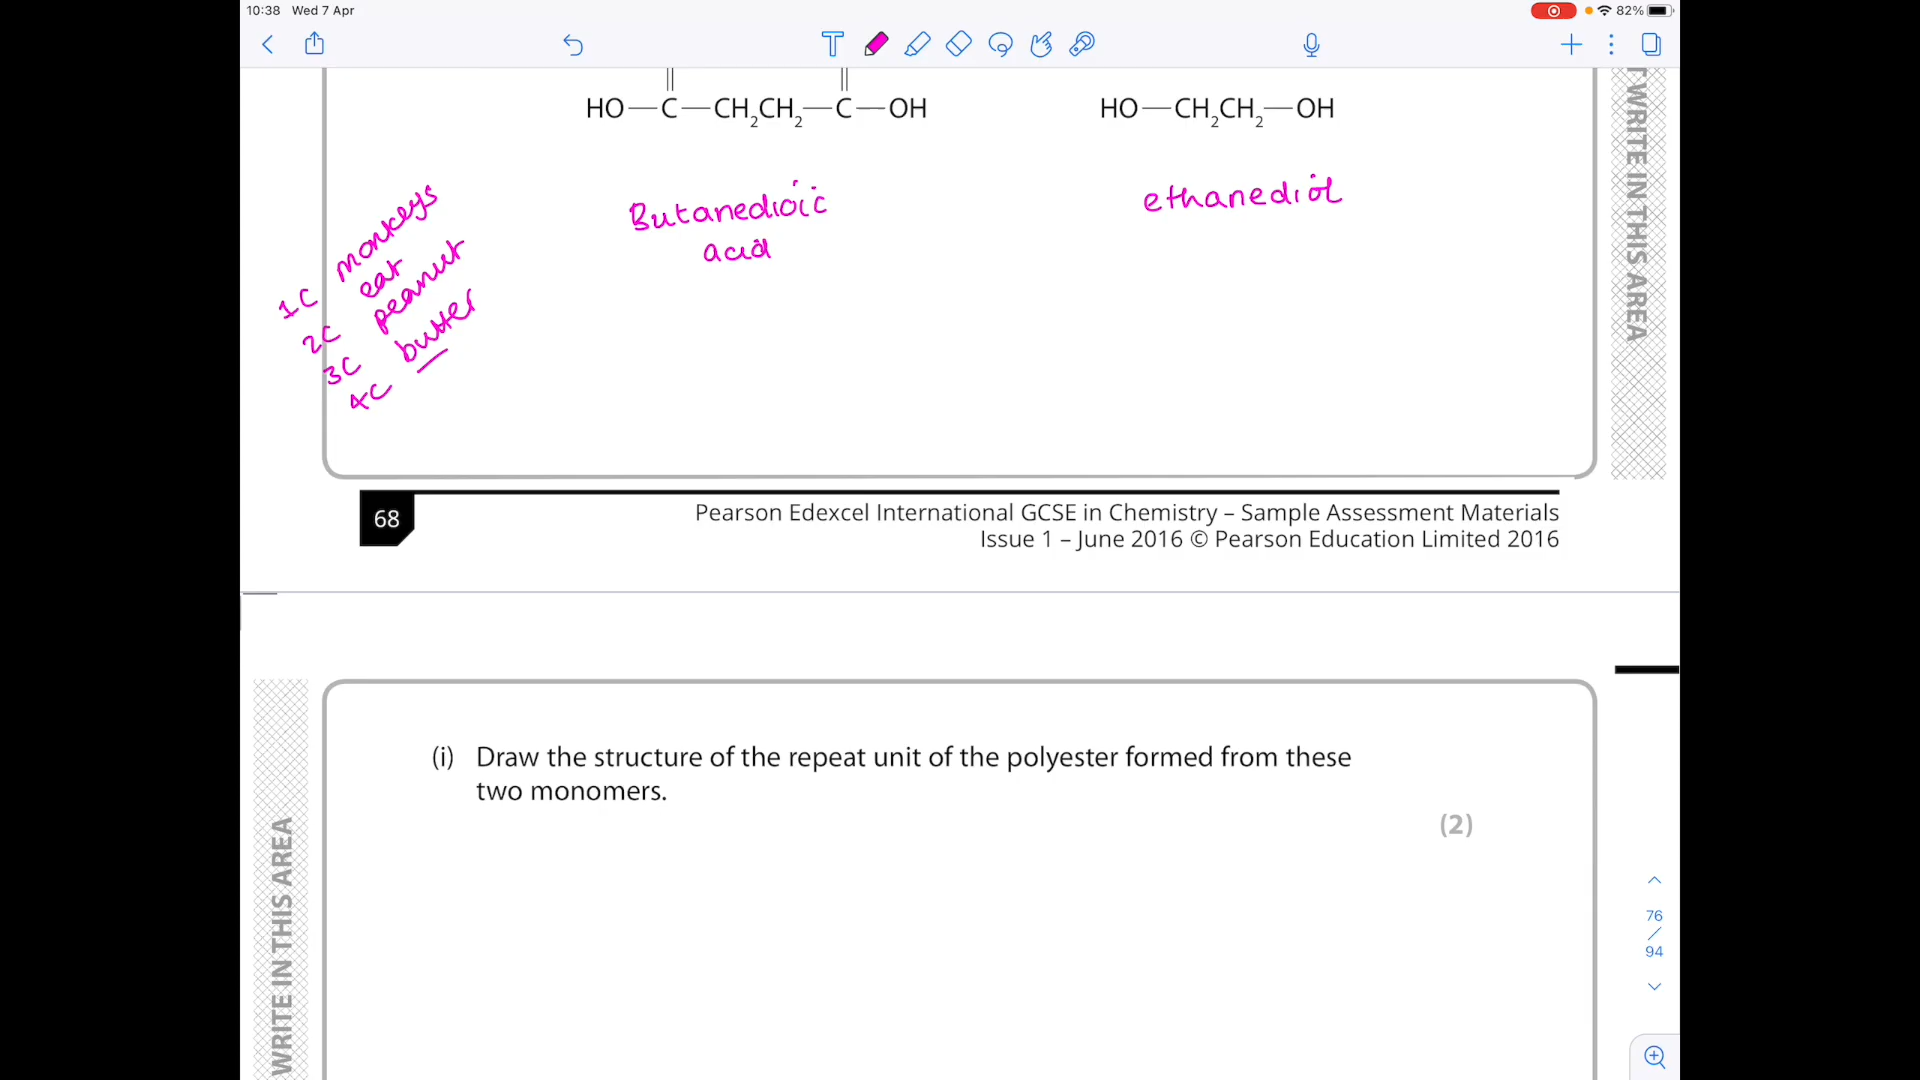 10:38 Wed 7 Apr
82%
HO—C—CH₂CH₂—C—OH HO—CH₂CH₂—OH
Butanedioic
acid
ethanediol
1C monkeys
2C eat
3C peanut
4C butter
T WRITE IN THIS AREA
68
Pearson Edexcel International GCSE in Chemistry – Sample Assessment Materials
Issue 1 – June 2016 © Pearson Education Limited 2016
(i) Draw the structure of the repeat unit of the polyester formed from these
two monomers.
(2)
WRITE IN THIS AREA
76
/
94